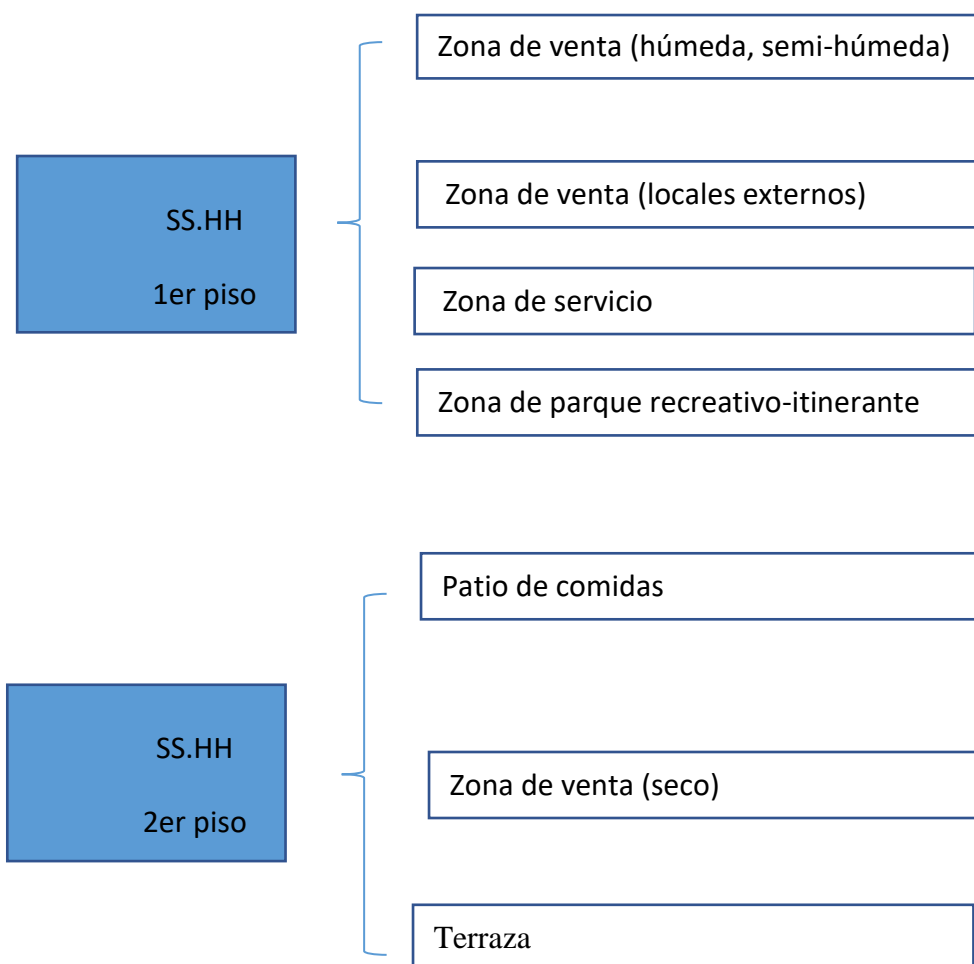 Zona de venta (húmeda, semi-húmeda)
Zona de venta (locales externos)
SS.HH
1er piso
Zona de servicio
Zona de parque recreativo-itinerante
Patio de comidas
SS.HH
2er piso
Zona de venta (seco)
Terraza